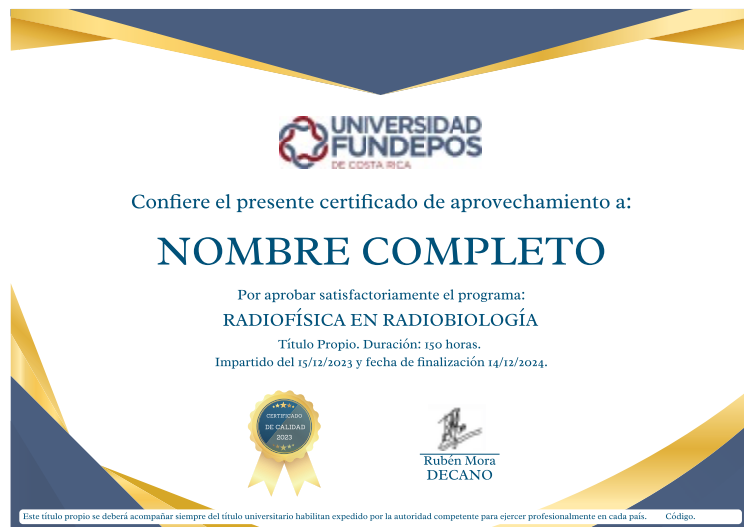 UNIVERSIDAD
FUNDEPOS
DE COSTA RICA
Confiere el presente certificado de aprovechamiento a:
NOMBRE COMPLETO
Por aprobar satisfactoriamente el programa:
RADIOFÍSICA EN RADIOBIOLOGÍA
Título Propio. Duración: 150 horas.
Impartido del 15/12/2023 y fecha de finalización 14/12/2024.
CERTIFICADO
DE CALIDAD
2023
Rubén Mora
DECANO
Este título propio se deberá acompañar siempre del título universitario habilitan expedido por la autoridad competente para ejercer profesionalmente en cada país. Código.